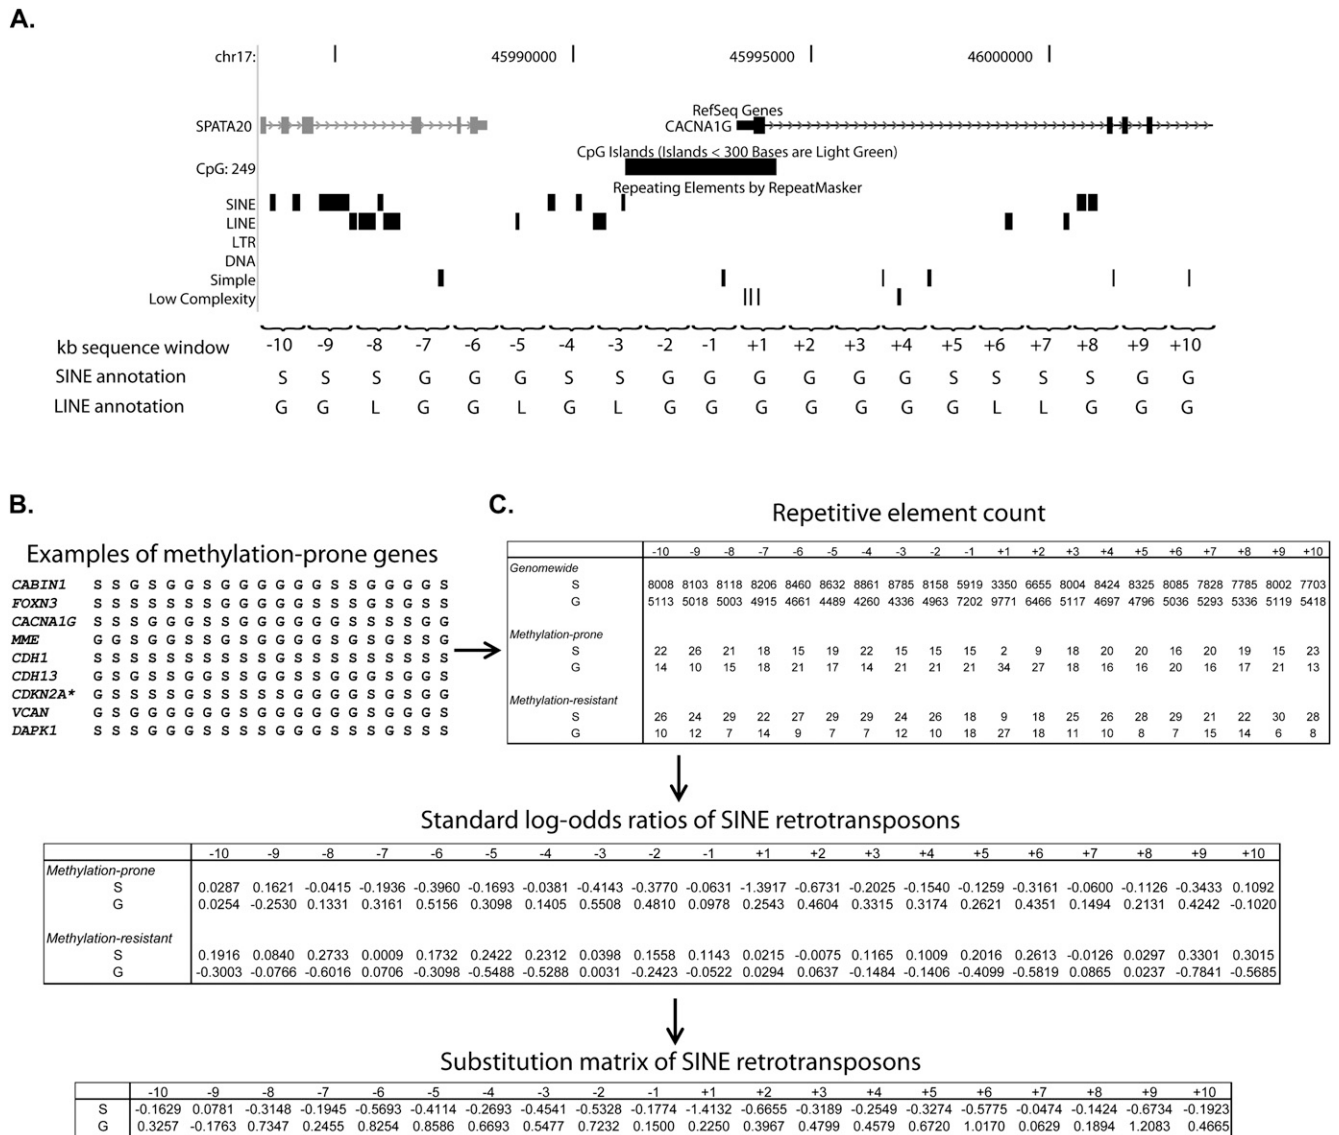 A.
chr17: 45990000 45995000 46000000
RefSeq Genes
SPATA20 CACNA1G
CpG Islands (Islands < 300 Bases are Light Green)
CpG: 249
Repeating Elements by RepeatMasker
SINE
LINE
LTR
DNA
Simple
Low Complexity
kb sequence window -10 -9 -8 -7 -6 -5 -4 -3 -2 -1 +1 +2 +3 +4 +5 +6 +7 +8 +9 +10
SINE annotation S S S G G G S S G G G G G G S S S S G G
LINE annotation G G L G G L G L G G G G G G G L L G G G
B.
Examples of methylation-prone genes
CABIN1 S S G S G G S G G G G G G S S G G G G S
FOXN3 S S S S S S S S S G G G S S S S S S S S
CACNA1G S S S G G G S S G G G G G G S S S S G G
MME G G S G S G G S G G G G G S G S G G G S
CDH1 S S S S S S S S S S G S S S S S S S S S
CDH13 S S S G S S S G G G G G G S G S S G G S
CDKN2A* G S S S G S S S S G G S S S S G S S G G
VCAN G S G G G G G S S G G G G G G S G G G S
DAPK1 S S S S G G S G G S G G G S S G S S S S
C.
Repetitive element count
-10 -9 -8 -7 -6 -5 -4 -3 -2 -1 +1 +2 +3 +4 +5 +6 +7 +8 +9 +10
Genomewide
S 8008 8103 8118 8206 8460 8632 8861 8785 8158 5919 3350 6655 8004 8424 8325 8085 7828 7785 8002 7703
G 5113 5018 5003 4915 4661 4489 4260 4336 4963 7202 9771 6466 5117 4697 4796 5036 5293 5336 5119 5418
Methylation-prone
S 22 26 21 18 15 19 22 15 15 15 2 9 18 20 20 16 20 19 15 23
G 14 10 15 18 21 17 14 21 21 21 34 27 18 16 16 20 16 17 21 13
Methylation-resistant
S 26 24 29 22 27 29 29 24 26 18 9 18 25 26 28 29 21 22 30 28
G 10 12 7 14 9 7 7 12 10 18 27 18 11 10 8 7 15 14 6 8
Standard log-odds ratios of SINE retrotransposons
-10 -9 -8 -7 -6 -5 -4 -3 -2 -1 +1 +2 +3 +4 +5 +6 +7 +8 +9 +10
Methylation-prone
S 0.0287 0.1621 -0.0415 -0.1936 -0.3960 -0.1693 -0.0381 -0.4143 -0.3770 -0.0631 -1.3917 -0.6731 -0.2025 -0.1540 -0.1259 -0.3161 -0.0600 -0.1126 -0.3433 0.1092
G 0.0254 -0.2530 0.1331 0.3161 0.5156 0.3098 0.1405 0.5508 0.4810 0.0978 0.2543 0.4604 0.3315 0.3174 0.2621 0.4351 0.1494 0.2131 0.4242 -0.1020
Methylation-resistant
S 0.1916 0.0840 0.2733 0.0009 0.1732 0.2422 0.2312 0.0398 0.1558 0.1143 0.0215 -0.0075 0.1165 0.1009 0.2016 0.2613 -0.0126 0.0297 0.3301 0.3015
G -0.3003 -0.0766 -0.6016 0.0706 -0.3098 -0.5488 -0.5288 0.0031 -0.2423 -0.0522 0.0294 0.0637 -0.1484 -0.1406 -0.4099 -0.5819 0.0865 0.0237 -0.7841 -0.5685
Substitution matrix of SINE retrotransposons
-10 -9 -8 -7 -6 -5 -4 -3 -2 -1 +1 +2 +3 +4 +5 +6 +7 +8 +9 +10
S -0.1629 0.0781 -0.3148 -0.1945 -0.5693 -0.4114 -0.2693 -0.4541 -0.5328 -0.1774 -1.4132 -0.6655 -0.3189 -0.2549 -0.3274 -0.5775 -0.0474 -0.1424 -0.6734 -0.1923
G 0.3257 -0.1763 0.7347 0.2455 0.8254 0.8586 0.6693 0.5477 0.7232 0.1500 0.2250 0.3967 0.4799 0.4579 0.6720 1.0170 0.0629 0.1894 1.2083 0.4665